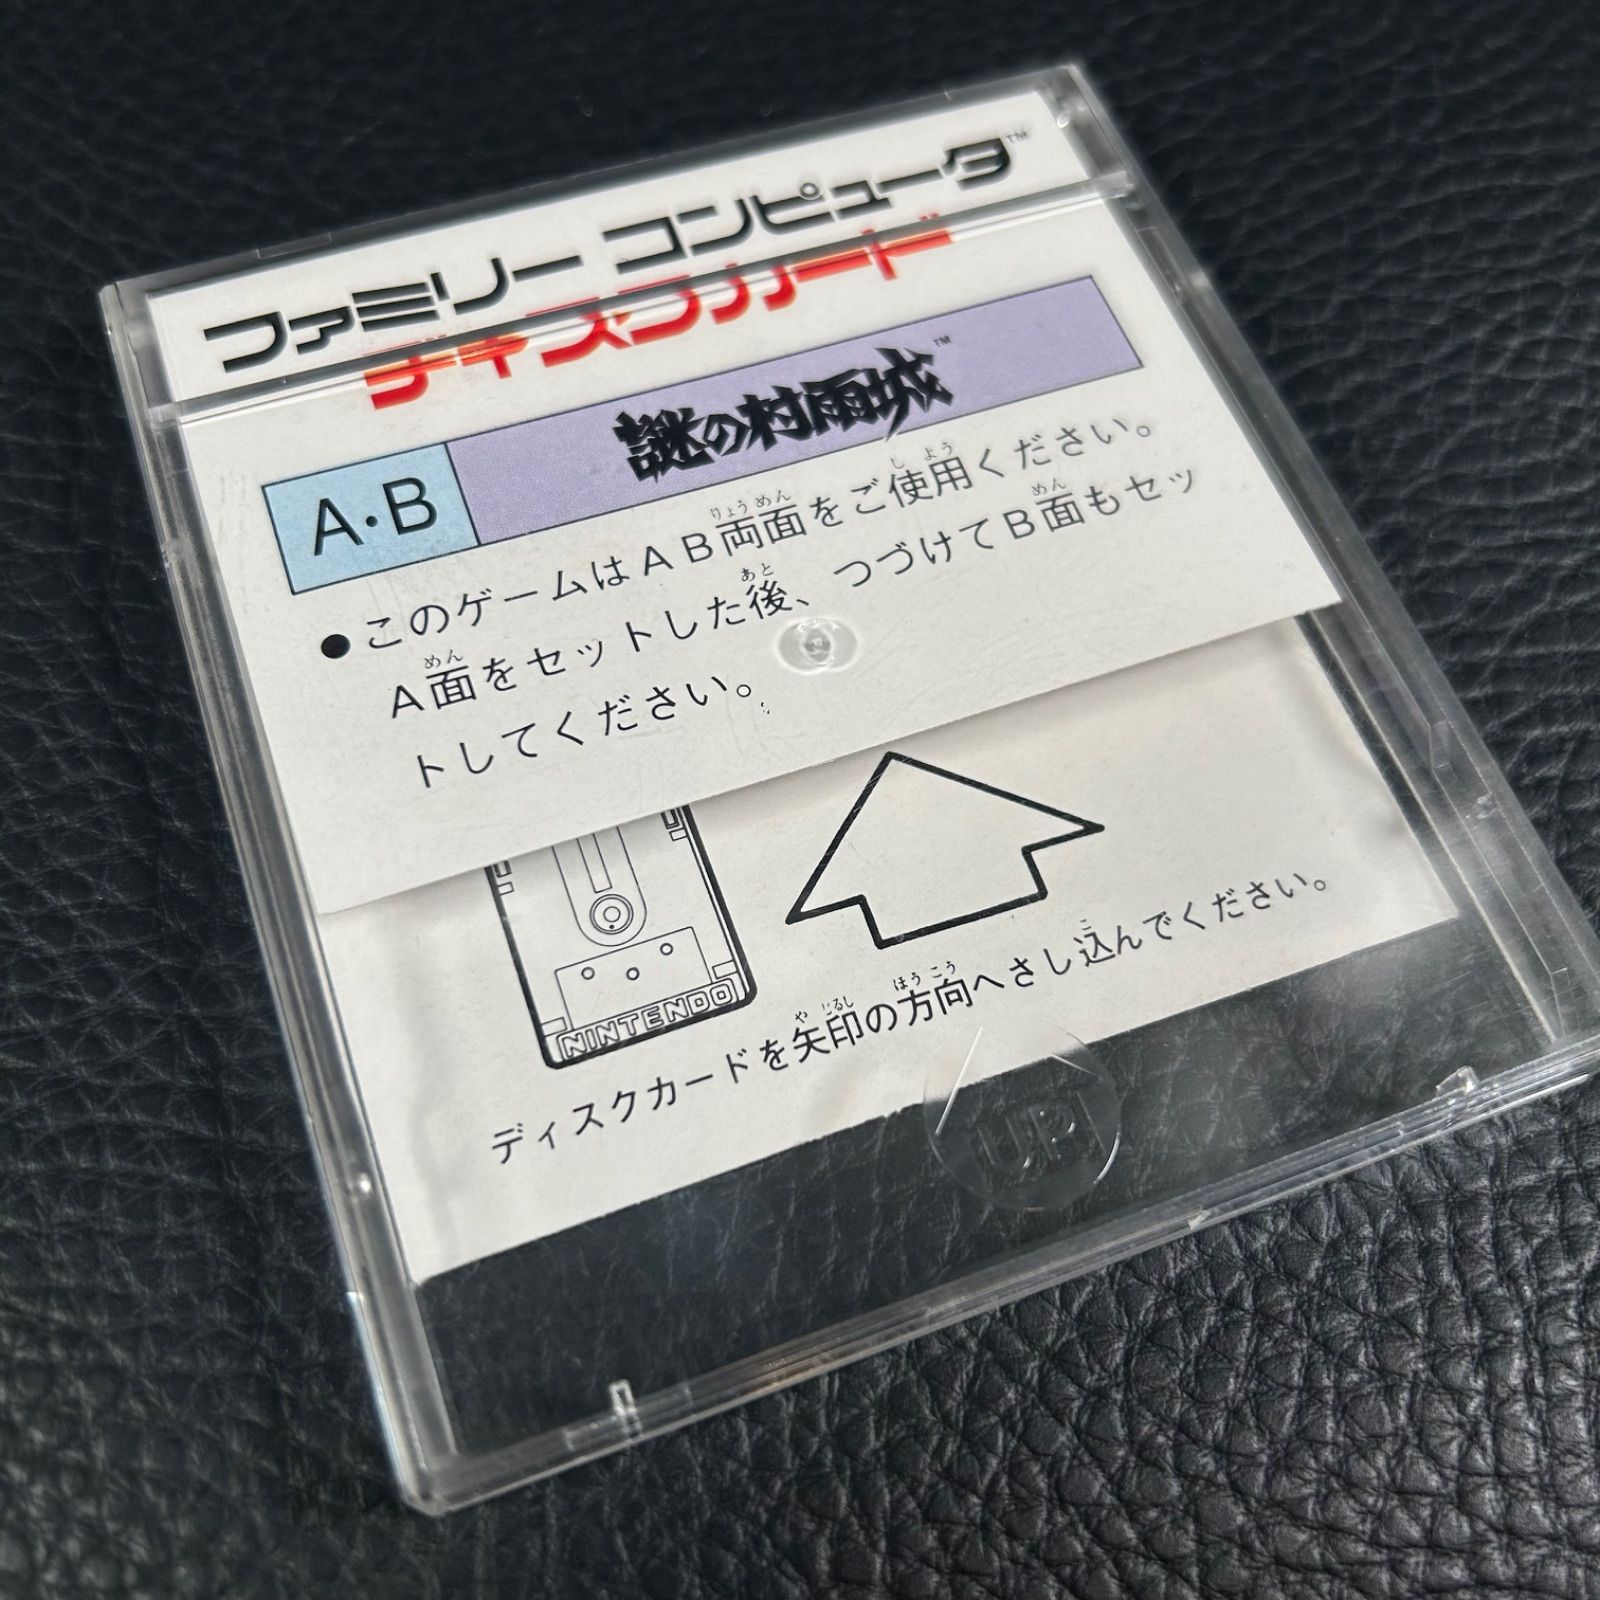 ファミリー コンピュータ™
ディスクカード
謎の村雨城™
A・B
●このゲームはAB両面をご使用ください。
A面をセットした後、つづけてB面もセッ
トしてください。
NINTENDO
ディスクカードを矢印の方向へさし込んでください。
UP